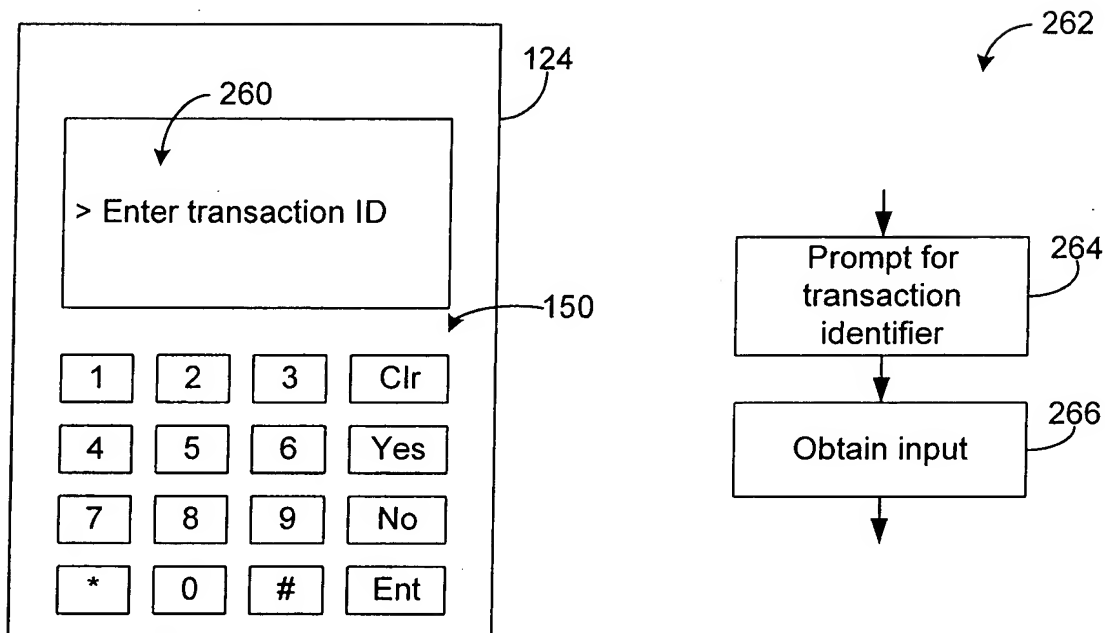 262
124
260
> Enter transaction ID
150
1 2 3 Clr
4 5 6 Yes
7 8 9 No
* 0 # Ent
264
Prompt for
transaction
identifier
266
Obtain input